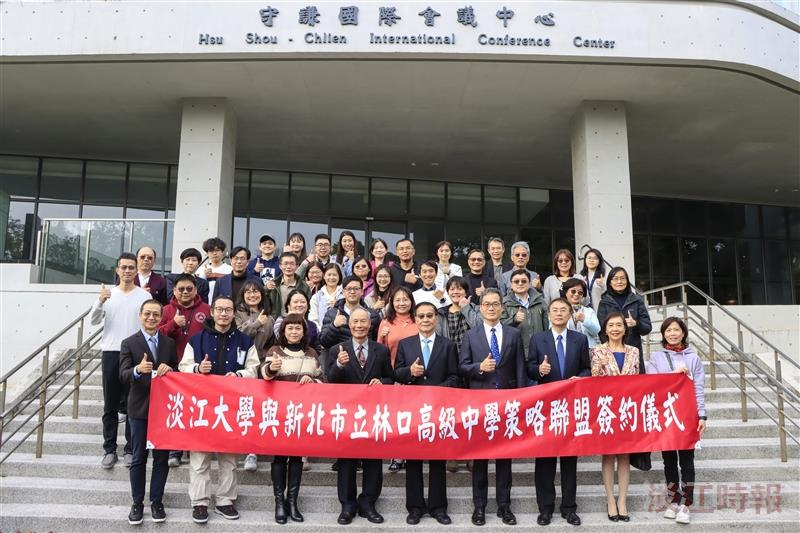 守謙國際會議中心
Hsu Shou - Chlien International Conference Center
淡江大學與新北市立林口高級中學策略聯盟簽約儀式
淡江時報